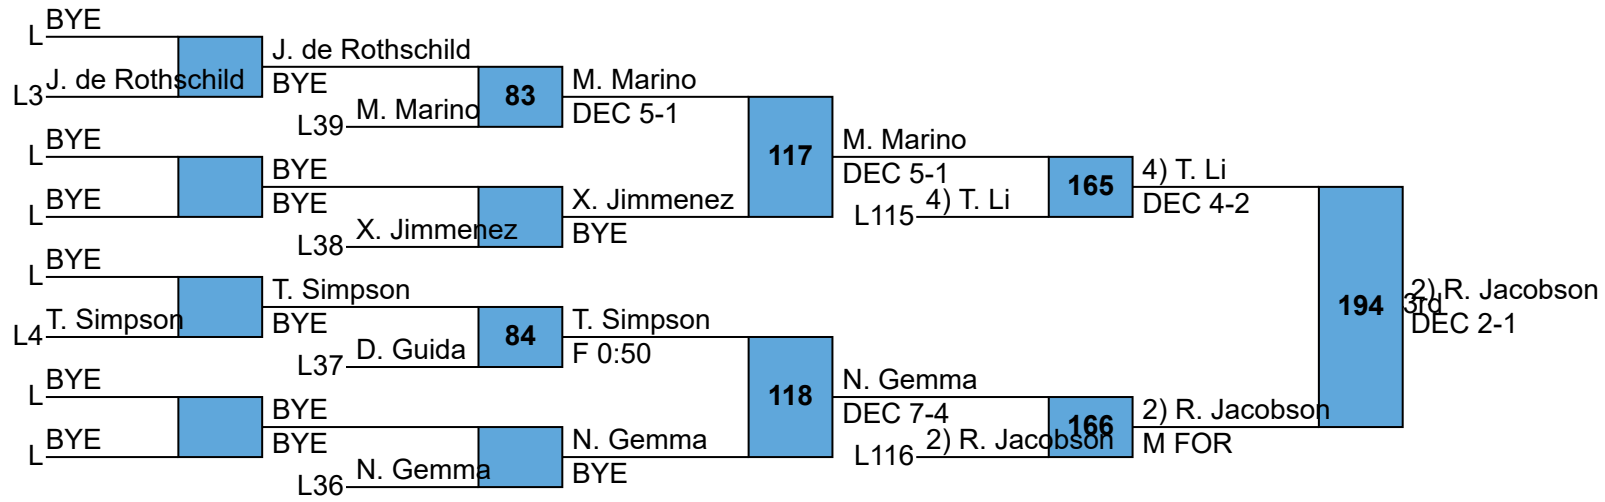 BYE
L
J. de Rothschild
J. de Rothschild
L3
BYE
83
M. Marino
M. Marino
L39
DEC 5-1
BYE
L
117
M. Marino
BYE
DEC 5-1
165
4) T. Li
L
BYE
X. Jimmenez
4) T. Li
L115
DEC 4-2
X. Jimmenez
L38
BYE
BYE
L
T. Simpson
194
2) R. Jacobson
3rd
DEC 2-1
T. Simpson
L4
BYE
84
T. Simpson
D. Guida
L37
F 0:50
BYE
L
118
N. Gemma
BYE
DEC 7-4
166
2) R. Jacobson
BYE
L
BYE
N. Gemma
2) R. Jacobson
L116
M FOR
N. Gemma
L36
BYE